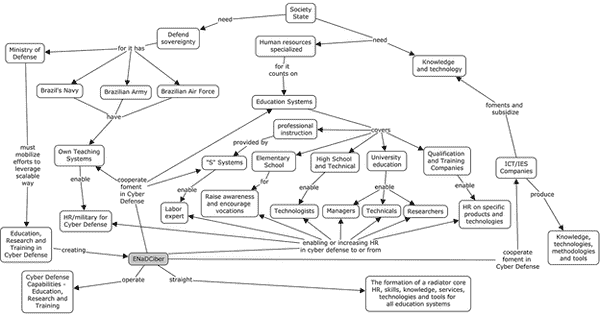 Society
State
need
need
Defend
sovereignty
Ministry of
Defense
for it has
Human resources
specialized
Knowledge
and technology
for it
counts on
Brazil's Navy
Brazilian Army
Brazilian Air Force
Education Systems
foments and
subsidize
have
professional
instruction
covers
must
mobilize
efforts to
leverage
scalable
way
Own Teaching
Systems
provided by
"S" Systems
Elementary
School
High School
and Technical
University
education
Qualification
and Training
Companies
ICT/IES
Companies
cooperate
foment in
Cyber Defense
enable
enable
for
enable
enable
enable
produce
Labor
expert
Raise awareness
and encourage
vocations
Technologists
Managers
Technicals
Researchers
HR on specific
products and
technologies
HR/military for
Cyber Defense
Education,
Research and
Training in
Cyber Defense
creating
ENaDCiber
enabling or increasing HR
in cyber defense to or from
cooperate
foment in
Cyber Defense
Knowledge,
technologies,
methodologies
and tools
Cyber Defense
Capabilities -
Education,
Research and
Training
operate
straight
The formation of a radiator core
HR, skills, knowledge, services,
technologies and tools for
all education systems